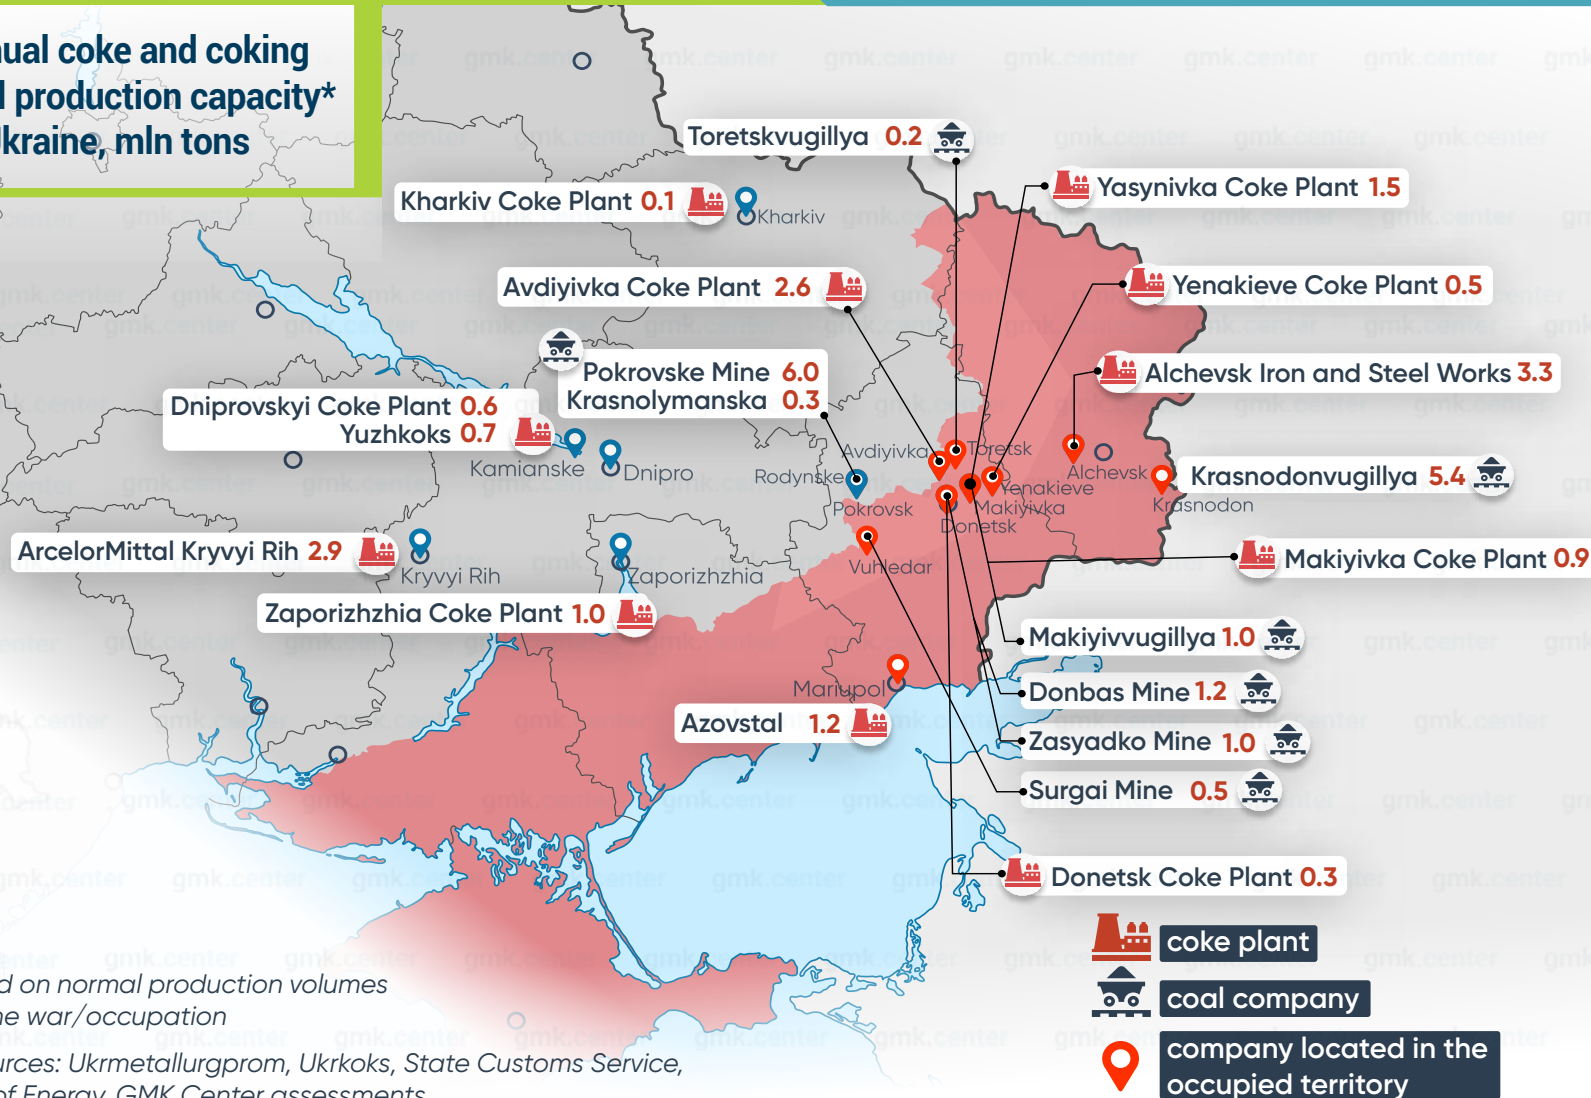 nual coke and coking
l production capacity*
kraine, mln tons
Toretskvugillya 0.2
Kharkiv Coke Plant 0.1
Kharkiv
Yasynivka Coke Plant 1.5
Avdiyivka Coke Plant 2.6
Yenakieve Coke Plant 0.5
Pokrovske Mine 6.0
Krasnolymanska 0.3
Alchevsk Iron and Steel Works 3.3
Dniprovskyi Coke Plant 0.6
Yuzhkoks 0.7
Kamianske
Dnipro
Avdiyivka
Toretsk
Rodynske
Alchevsk
Krasnodonvugillya 5.4
Yenakieve
Krasnodon
Pokrovsk
Makiyivka
Donetsk
ArcelorMittal Kryvyi Rih 2.9
Kryvyi Rih
Zaporizhzhia
Vuhledar
Makiyivka Coke Plant 0.9
Zaporizhzhia Coke Plant 1.0
Makiyivvugillya 1.0
Mariupol
Donbas Mine 1.2
Azovstal 1.2
Zasyadko Mine 1.0
Surgai Mine 0.5
Donetsk Coke Plant 0.3
coke plant
coal company
company located in the
occupied territory
d on normal production volumes
ne war/occupation
urces: Ukrmetallurgprom, Ukrkoks, State Customs Service,
of Energy, GMK Center assessments
gmk.center